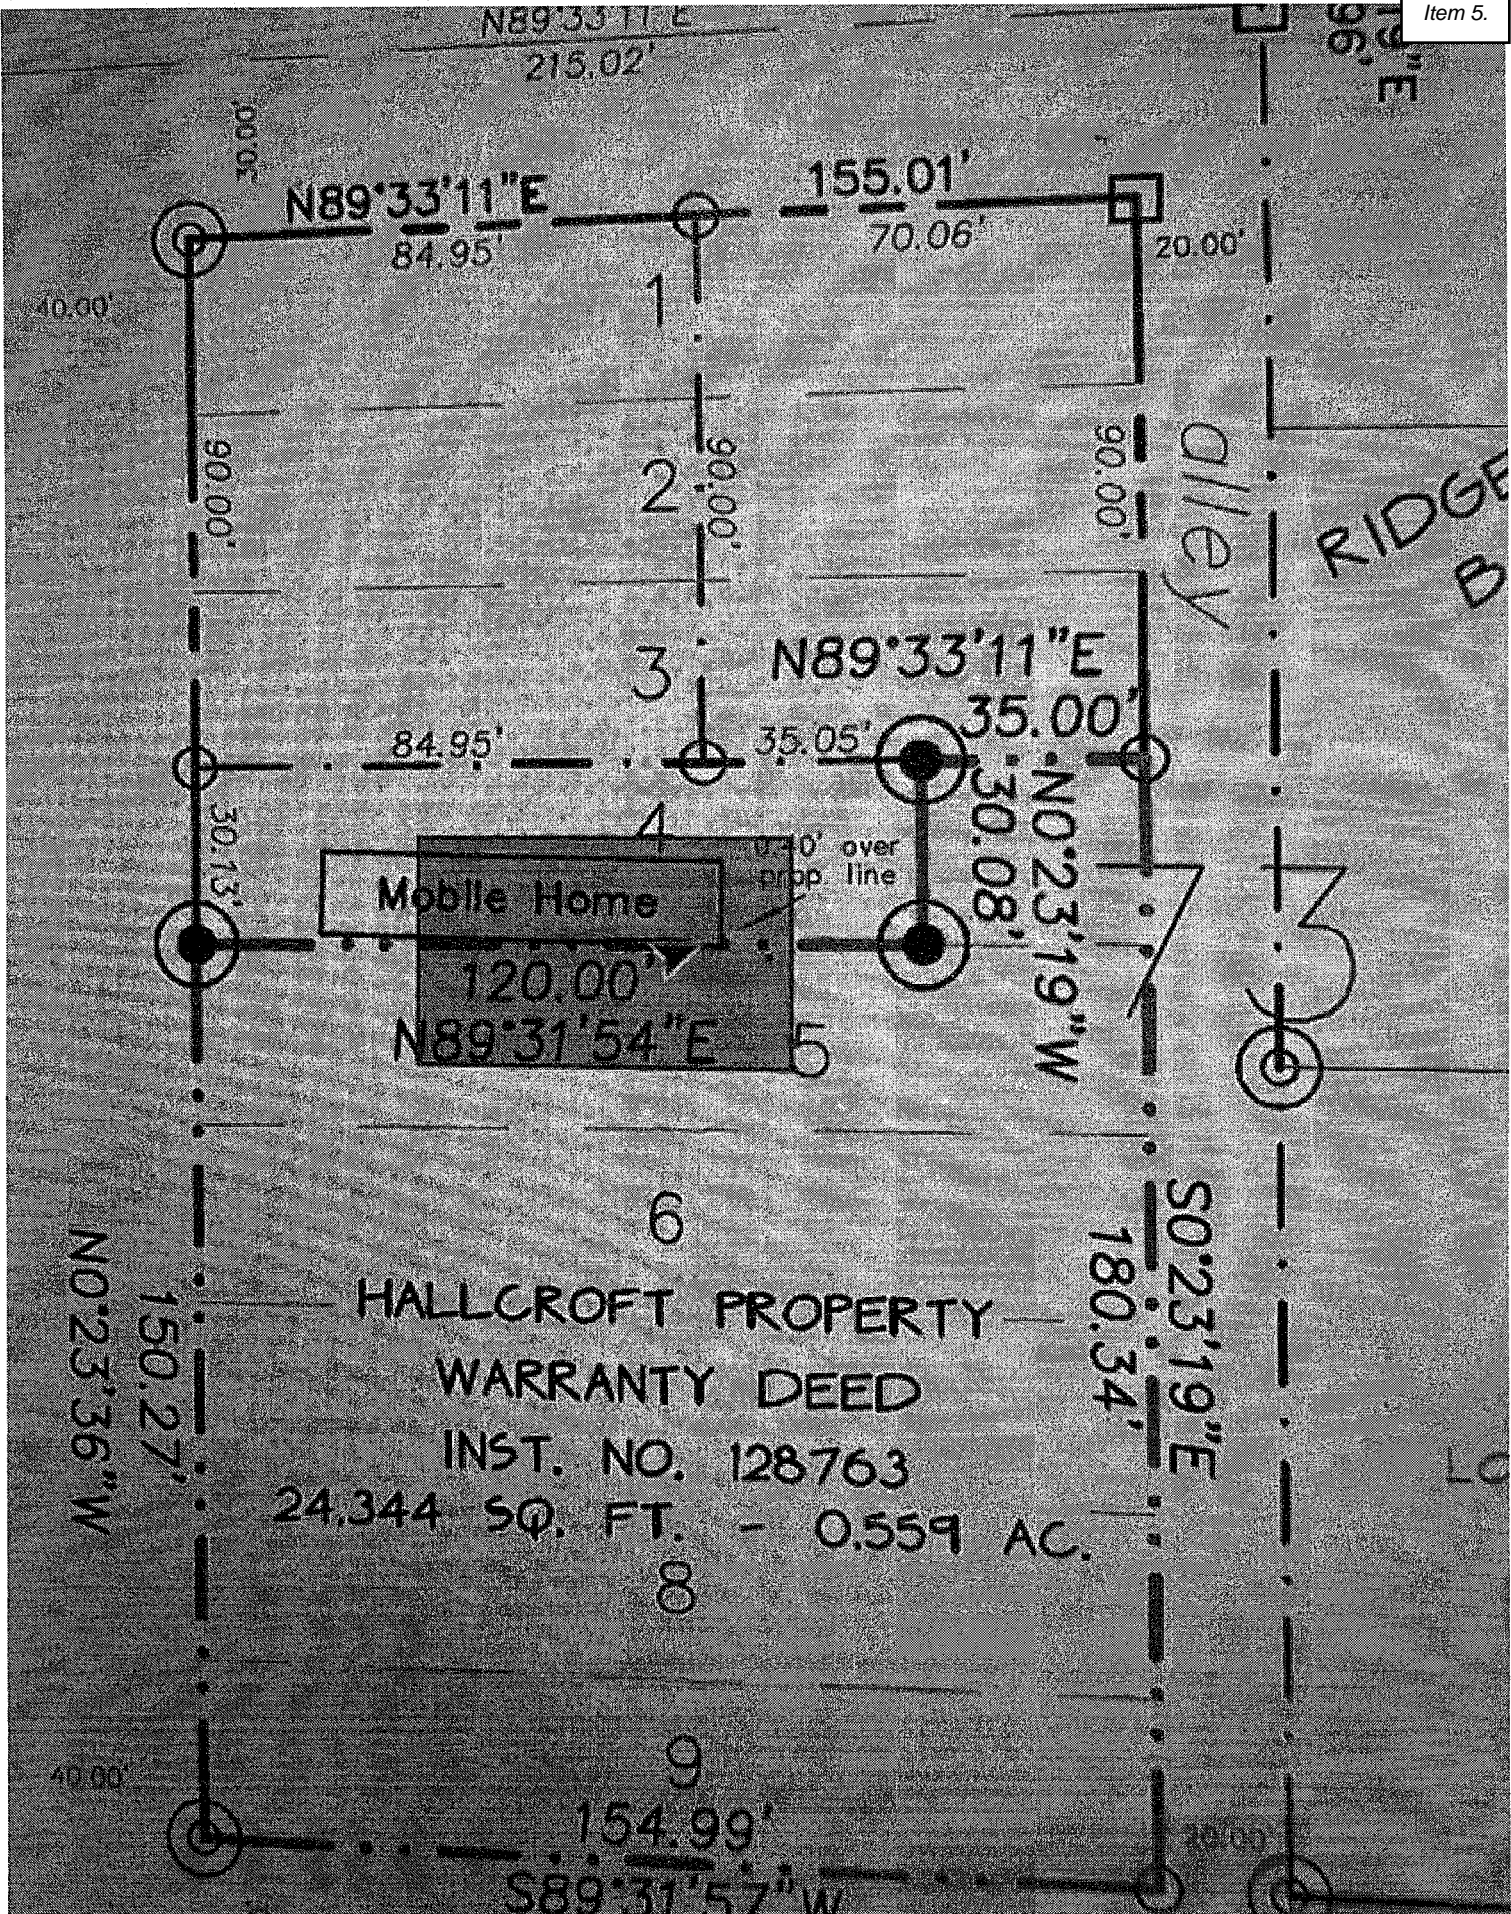 Item 5.
N89°33'11"E
215.02'
30.00'
N89°33'11"E
155.01'
84.95'
70.06'
20.00'
40.00'
1
90.00'
2
90.00'
90.00'
alley
RIDGE
B
3
N89°33'11"E
35.00'
84.95'
35.05'
30.13'
4
0.40' over
prop. line
Mobile Home
N0°23'19"W
30.08'
7
3
120.00'
N89°31'54"E
5
6
S0°23'19"E
180.34'
N0°23'36"W
150.27'
HALLCROFT PROPERTY
WARRANTY DEED
INST. NO. 128763
24,344 SQ. FT. - 0.559 AC.
8
9
40.00'
154.99'
20.00'
S89°31'57"W